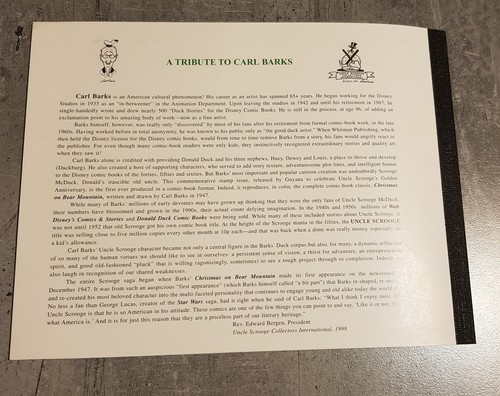 A TRIBUTE TO CARL BARKS
Carl Barks is an American cultural phenomenon! His career as an artist has spanned 65+ years. He began working for the Disney
Studios in 1935 as an "in-betweener" in the Animation Department. Upon leaving the studios in 1942 and until his retirement in 1967, he
single-handedly wrote and drew nearly 500 "Duck Stories" for the Disney Comic Books. He is still in the process, at age 96, of adding an
exclamation point to his amazing body of work—now as a fine artist.
Barks himself, however, was really only "discovered" by most of his fans after his retirement from formal comic-book work, in the late
1960s. Having worked before in total anonymity, he was known to his public only as "the good duck artist." When Whitman Publishing, which
then held the Disney license for the Disney comic books, would from time to time remove Barks from a story, his fans would angrily react to
the publisher. For even though many comic-book readers were only kids, they instinctively recognized extraordinary stories and quality art
when they saw it!
Carl Barks alone is credited with providing Donald Duck and his three nephews, Huey, Dewey and Louie, a place to thrive and develop
(Duckburg). He also created a host of supporting characters, who served to add story texture, adventuresome plot-lines, and intelligent humor
to the Disney comic books of the forties, fifties and sixties. But Barks' most important and popular cartoon creation was undoubtedly Scrooge
McDuck, Donald's irascible old uncle. This commemorative stamp issue, released by Guyana to celebrate Uncle Scrooge's Golden
Anniversary, is the first ever produced in a comic-book format. Indeed, it reproduces, in color, the complete comic-book classic, Christmas
on Bear Mountain, written and drawn by Carl Barks in 1947.
While many of Barks' millions of early devotees may have grown up thinking that they were the only fans of Uncle Scrooge McDuck,
their numbers have blossomed and grown in the 1990s, their actual count defying imagination. In the 1940s and 1950s millions of Walt
Disney's Comics & Stories and Donald Duck Comic Books were being sold. While many of these included stories about Uncle Scrooge, it
was not until 1952 that old Scrooge got his own comic book title. At the height of the Scrooge mania in the fifties, the UNCLE SCROOGE
title was selling close to five million copies every other month at 10¢ each—and that was back when a dime was really money, especially as
a kid's allowance.
Carl Barks' Uncle Scrooge character became not only a central figure in the Barks' Duck corpus but also, for many, a dynamic reflection
of so many of the human virtues we should like to see in ourselves: a persistent sense of vision, a thirst for adventure, an entrepreneurial
spirit, and good old-fashioned "pluck" that is willing (agonisingly, sometimes) to see a tough project through to completion. Indeed,
also laugh in recognition of our shared weaknesses.
The entire Scrooge saga began when Barks' Christmas on Bear Mountain made its first appearance on the newsstands
December 1947. It was from such an auspicious "first appearance" (which Barks himself called "a bit part") that Barks re-shaped,
and re-created his most beloved character into the multi-faceted personality that continues to engage young and old alike today the world
No less a fan than George Lucas, creator of the Star Wars saga, had it right when he said of Carl Barks: "What I think I enjoy most
Uncle Scrooge is that he is so American in his attitude. These comics are one of the few things you can point to and say, 'Like it or not,
what America is.' And it is for just this reason that they are a priceless part of our literary heritage."
Rev. Edward Bergen, President
Uncle Scrooge Collectors International, 1998